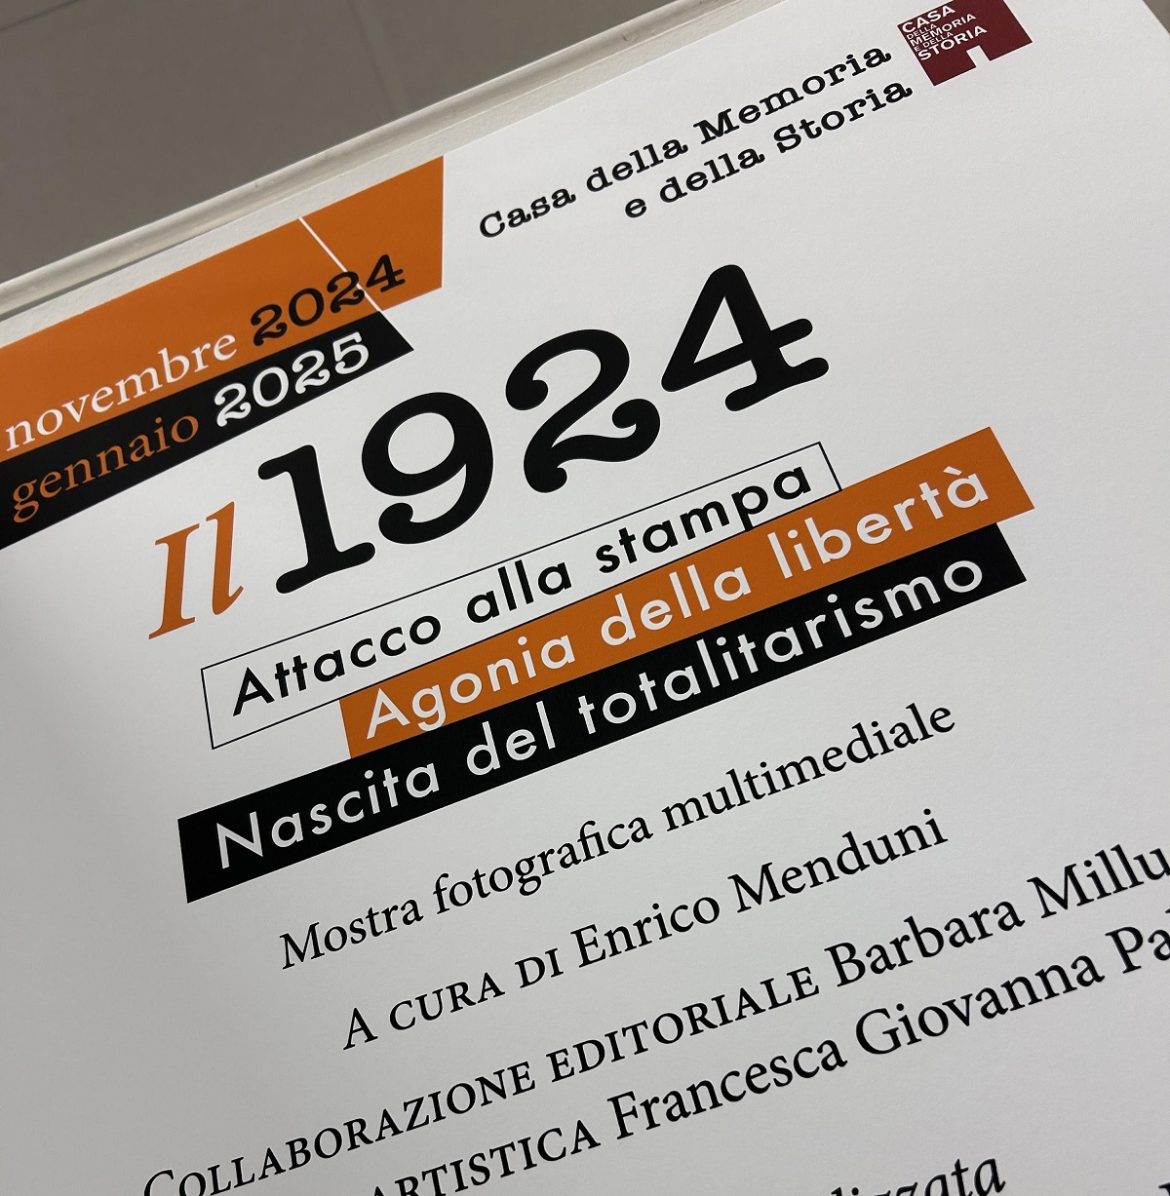 CASA
DELLA
MEMORIA
E DELLA
STORIA
Casa della Memoria
e della Storia
novembre 2024
gennaio 2025
Il 1924
Attacco alla stampa
Agonia della libertà
Nascita del totalitarismo
Mostra fotografica multimediale
A CURA DI Enrico Menduni
COLLABORAZIONE EDITORIALE Barbara
ARTISTICA Francesca Giovanna